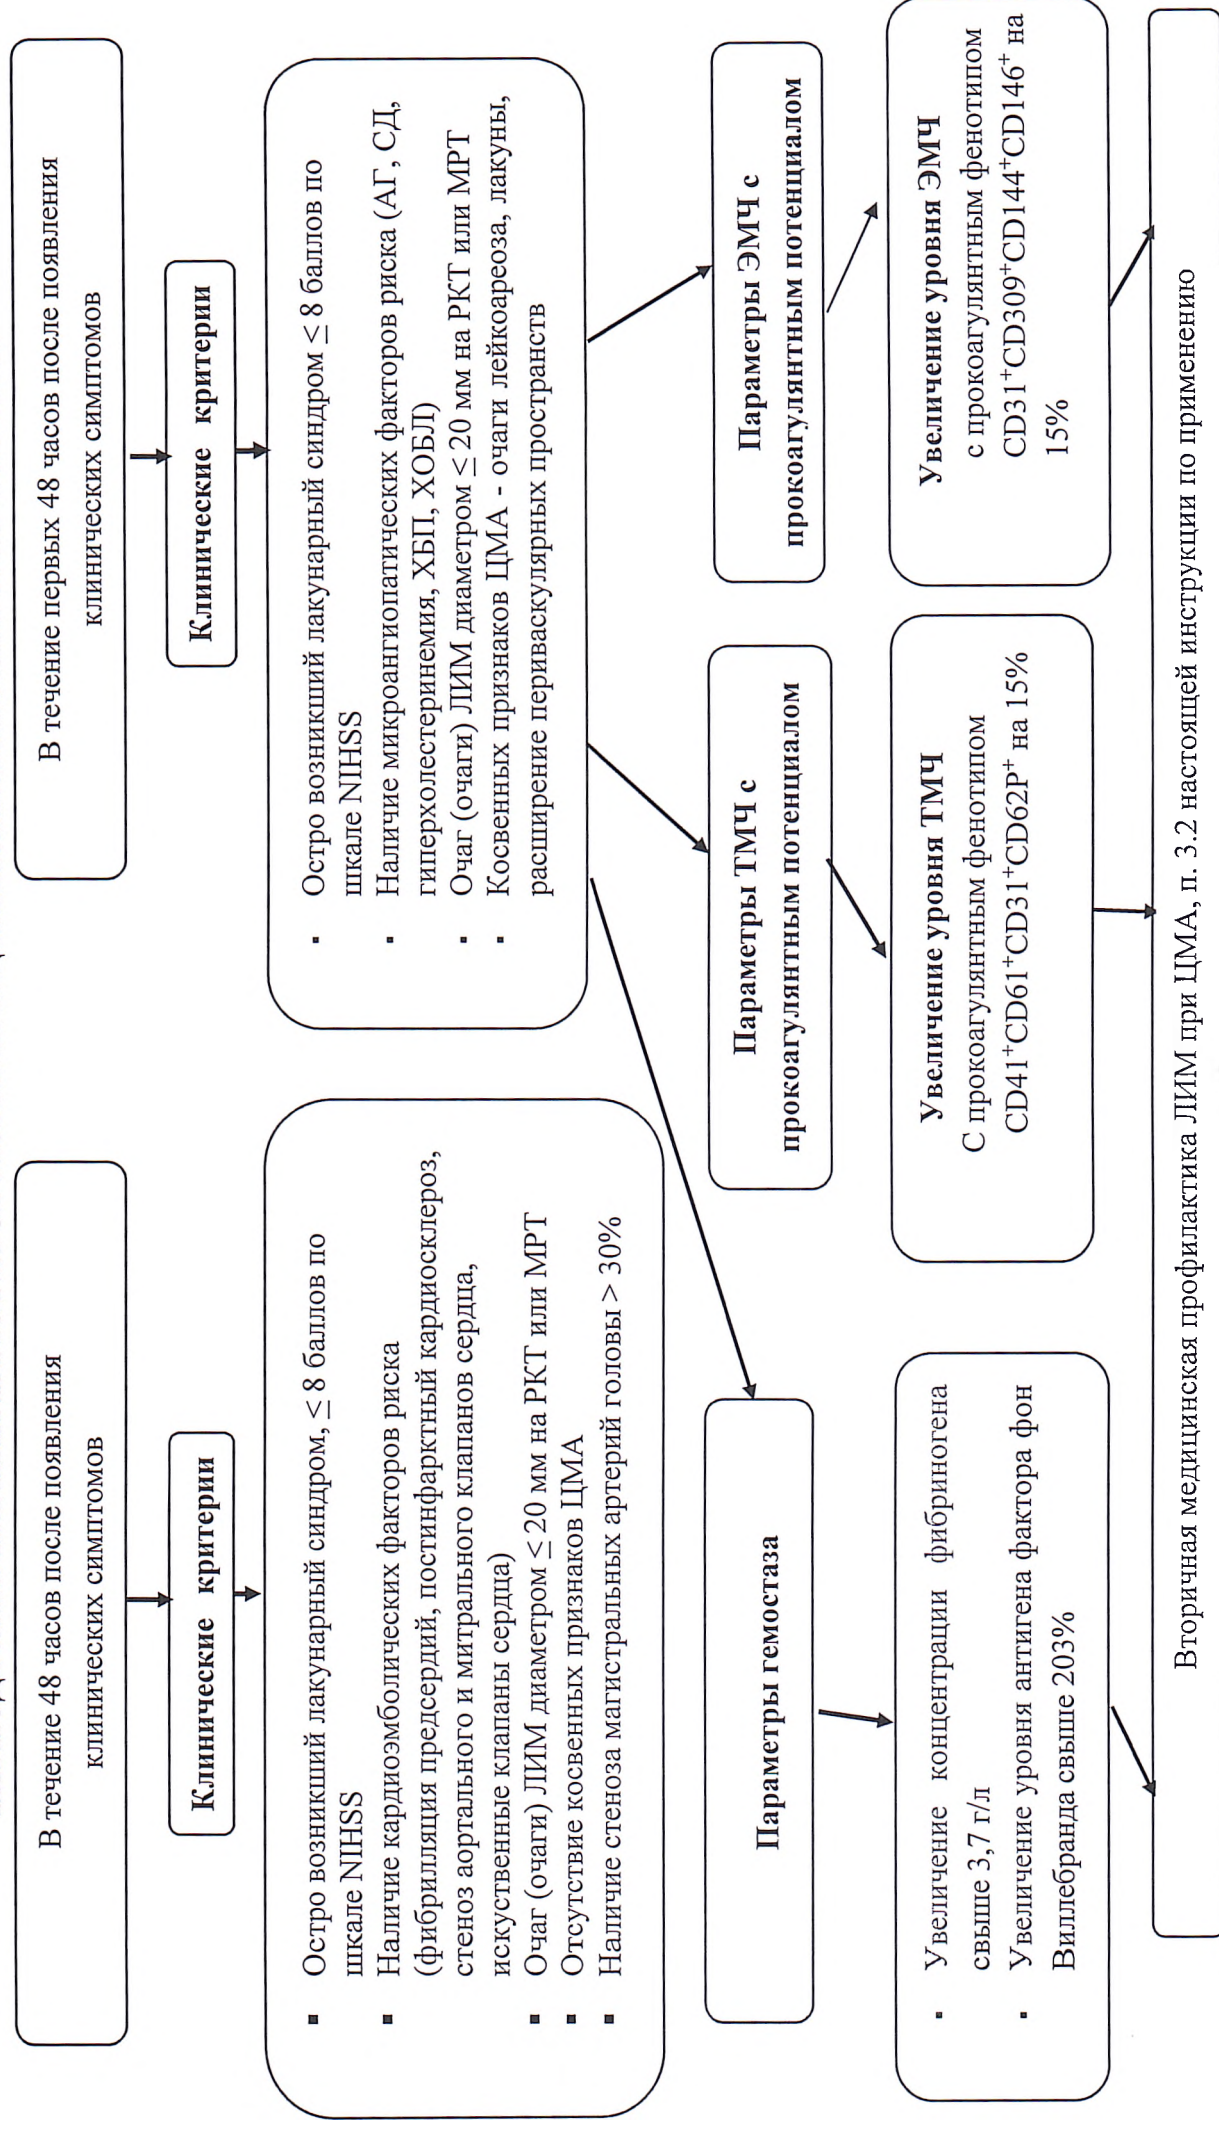 В течение 48 часов после появления
клинических симптомов
Клинические критерии
▪ Остро возникший лакунарный синдром, ≤ 8 баллов по
шкале NIHSS
▪ Наличие кардиоэмболических факторов риска
(фибрилляция предсердий, постинфарктный кардиосклероз,
стеноз аортального и митрального клапанов сердца,
искуственные клапаны сердца)
▪ Очаг (очаги) ЛИМ диаметром ≤ 20 мм на РКТ или МРТ
▪ Отсутствие косвенных признаков ЦМА
▪ Наличие стеноза магистральных артерий головы > 30%
В течение первых 48 часов после появления
клинических симптомов
Клинические критерии
▪ Остро возникший лакунарный синдром ≤ 8 баллов по
шкале NIHSS
▪ Наличие микроангиопатических факторов риска (АГ, СД,
гиперхолестеринемия, ХБП, ХОБЛ)
▪ Очаг (очаги) ЛИМ диаметром ≤ 20 мм на РКТ или МРТ
▪ Косвенных признаков ЦМА - очаги лейкоареоза, лакуны,
расширение периваскулярных пространств
Параметры гемостаза
Параметры ТМЧ с
прокоагулянтным потенциалом
Параметры ЭМЧ с
прокоагулянтным потенциалом
▪ Увеличение концентрации фибриногена
свыше 3,7 г/л
▪ Увеличение уровня антигена фактора фон
Виллебранда свыше 203%
Увеличение уровня ТМЧ
С прокоагулянтным фенотипом
CD41⁺CD61⁺CD31⁺CD62P⁺ на 15%
Увеличение уровня ЭМЧ
с прокоагулянтным фенотипом
CD31⁺CD309⁺CD144⁺CD146⁺ на
15%
Вторичная медицинская профилактика ЛИМ при ЦМА, п. 3.2 настоящей инструкции по применению